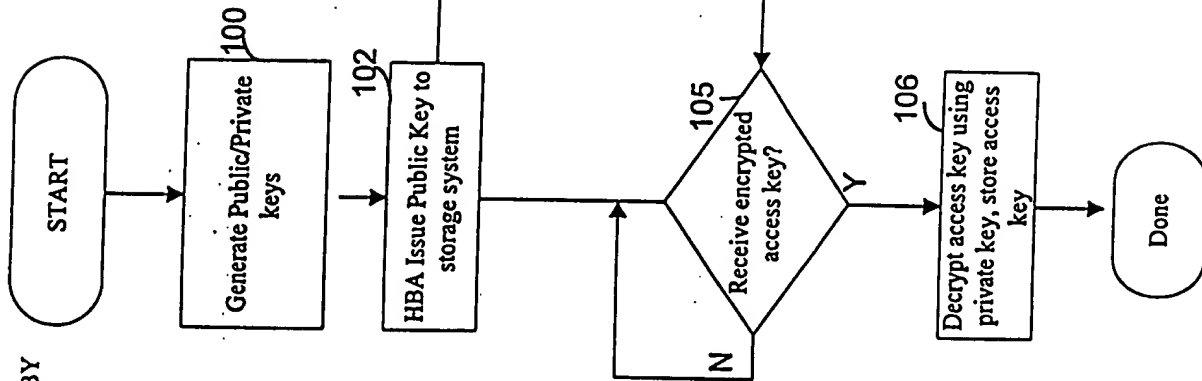 BY
START
100
Generate Public/Private
keys
102
HBA Issue Public Key to
storage system
105
Receive encrypted
access key?
N
Y
106
Decrypt access key using
private key, store access
key
Done